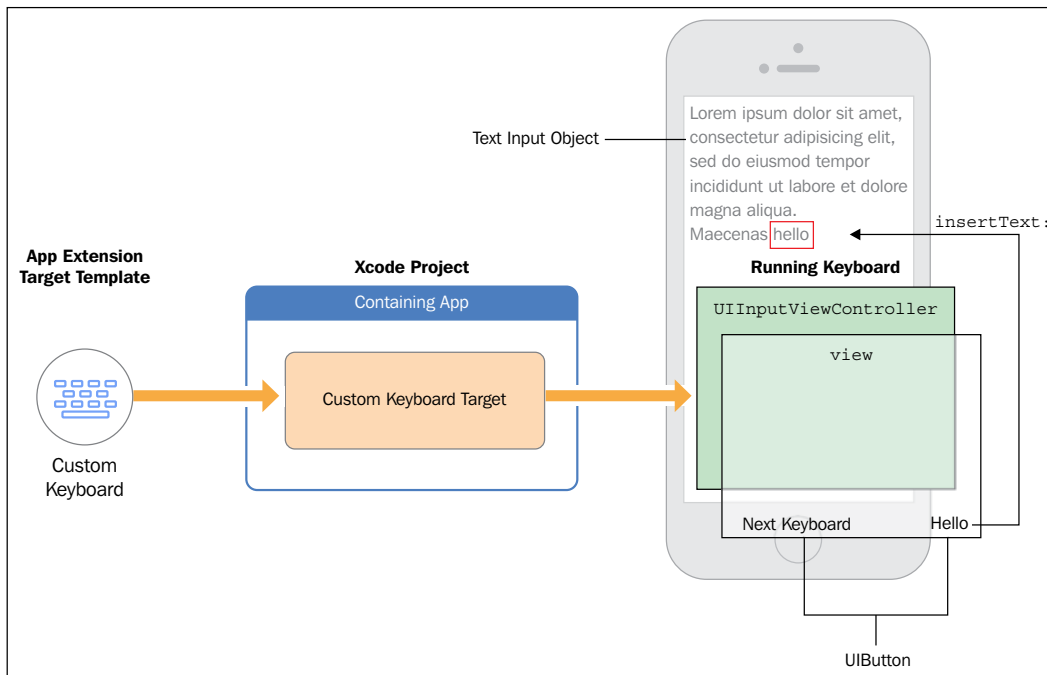 Lorem ipsum dolor sit amet,
consectetur adipisicing elit,
sed do eiusmod tempor
incididunt ut labore et dolore
magna aliqua.
Maecenas hello
Text Input Object
insertText:
App Extension
Target Template
Xcode Project
Running Keyboard
Containing App
UIInputViewController
view
Custom Keyboard Target
Custom
Keyboard
Next Keyboard
Hello
UIButton